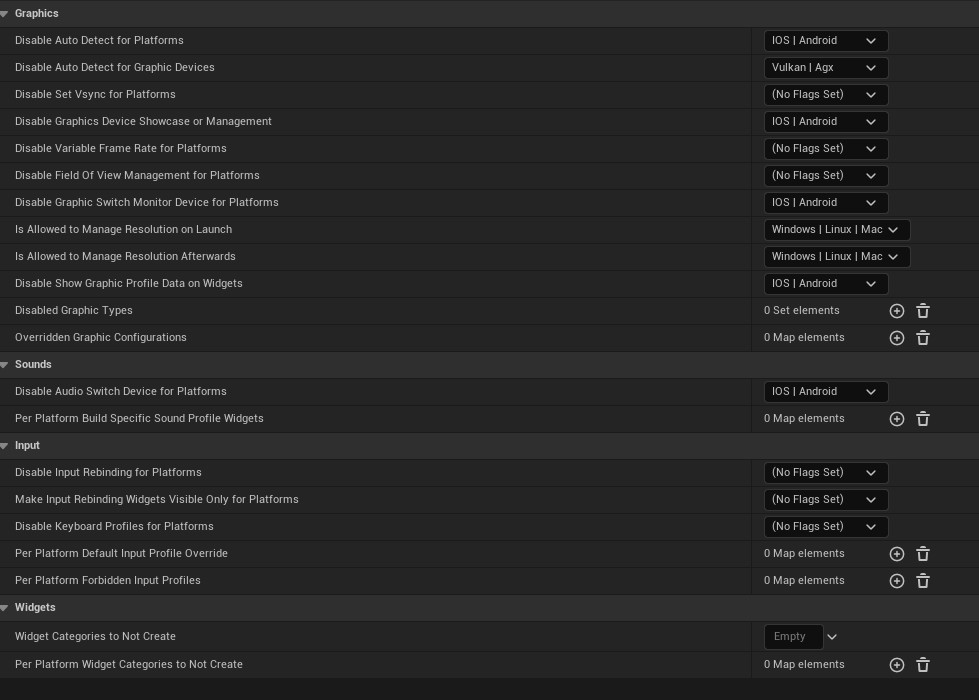 Graphics
Disable Auto Detect for Platforms IOS | Android
Disable Auto Detect for Graphic Devices Vulkan | Agx
Disable Set Vsync for Platforms (No Flags Set)
Disable Graphics Device Showcase or Management IOS | Android
Disable Variable Frame Rate for Platforms (No Flags Set)
Disable Field Of View Management for Platforms (No Flags Set)
Disable Graphic Switch Monitor Device for Platforms IOS | Android
Is Allowed to Manage Resolution on Launch Windows | Linux | Mac
Is Allowed to Manage Resolution Afterwards Windows | Linux | Mac
Disable Show Graphic Profile Data on Widgets IOS | Android
Disabled Graphic Types 0 Set elements
Overridden Graphic Configurations 0 Map elements
Sounds
Disable Audio Switch Device for Platforms IOS | Android
Per Platform Build Specific Sound Profile Widgets 0 Map elements
Input
Disable Input Rebinding for Platforms (No Flags Set)
Make Input Rebinding Widgets Visible Only for Platforms (No Flags Set)
Disable Keyboard Profiles for Platforms (No Flags Set)
Per Platform Default Input Profile Override 0 Map elements
Per Platform Forbidden Input Profiles 0 Map elements
Widgets
Widget Categories to Not Create Empty
Per Platform Widget Categories to Not Create 0 Map elements